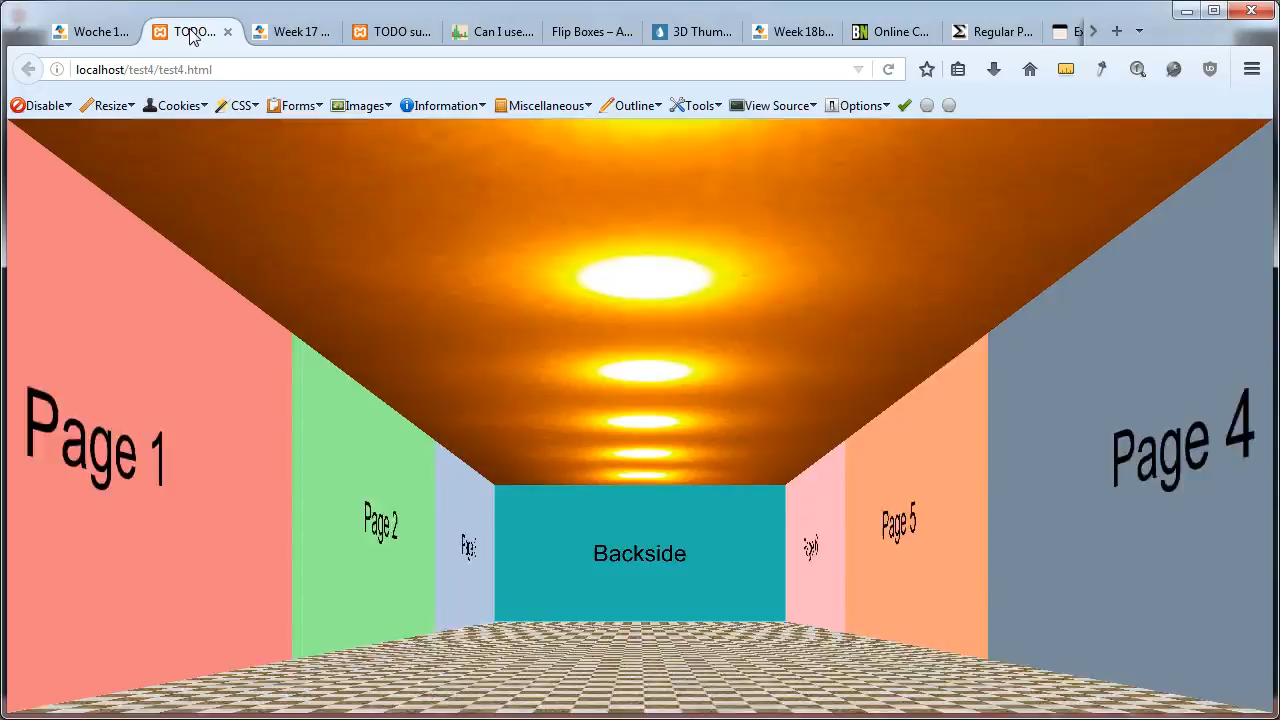 Woche 1...
TODO...
Week 17 ...
TODO su...
Can I use....
Flip Boxes – A...
3D Thum...
Week 18b...
BN Online C...
Regular P...
localhost/test4/test4.html
Disable
Resize
Cookies
CSS
Forms
Images
Information
Miscellaneous
Outline
Tools
View Source
Options
Page 1
Page 2
Backside
Page 5
Page 4